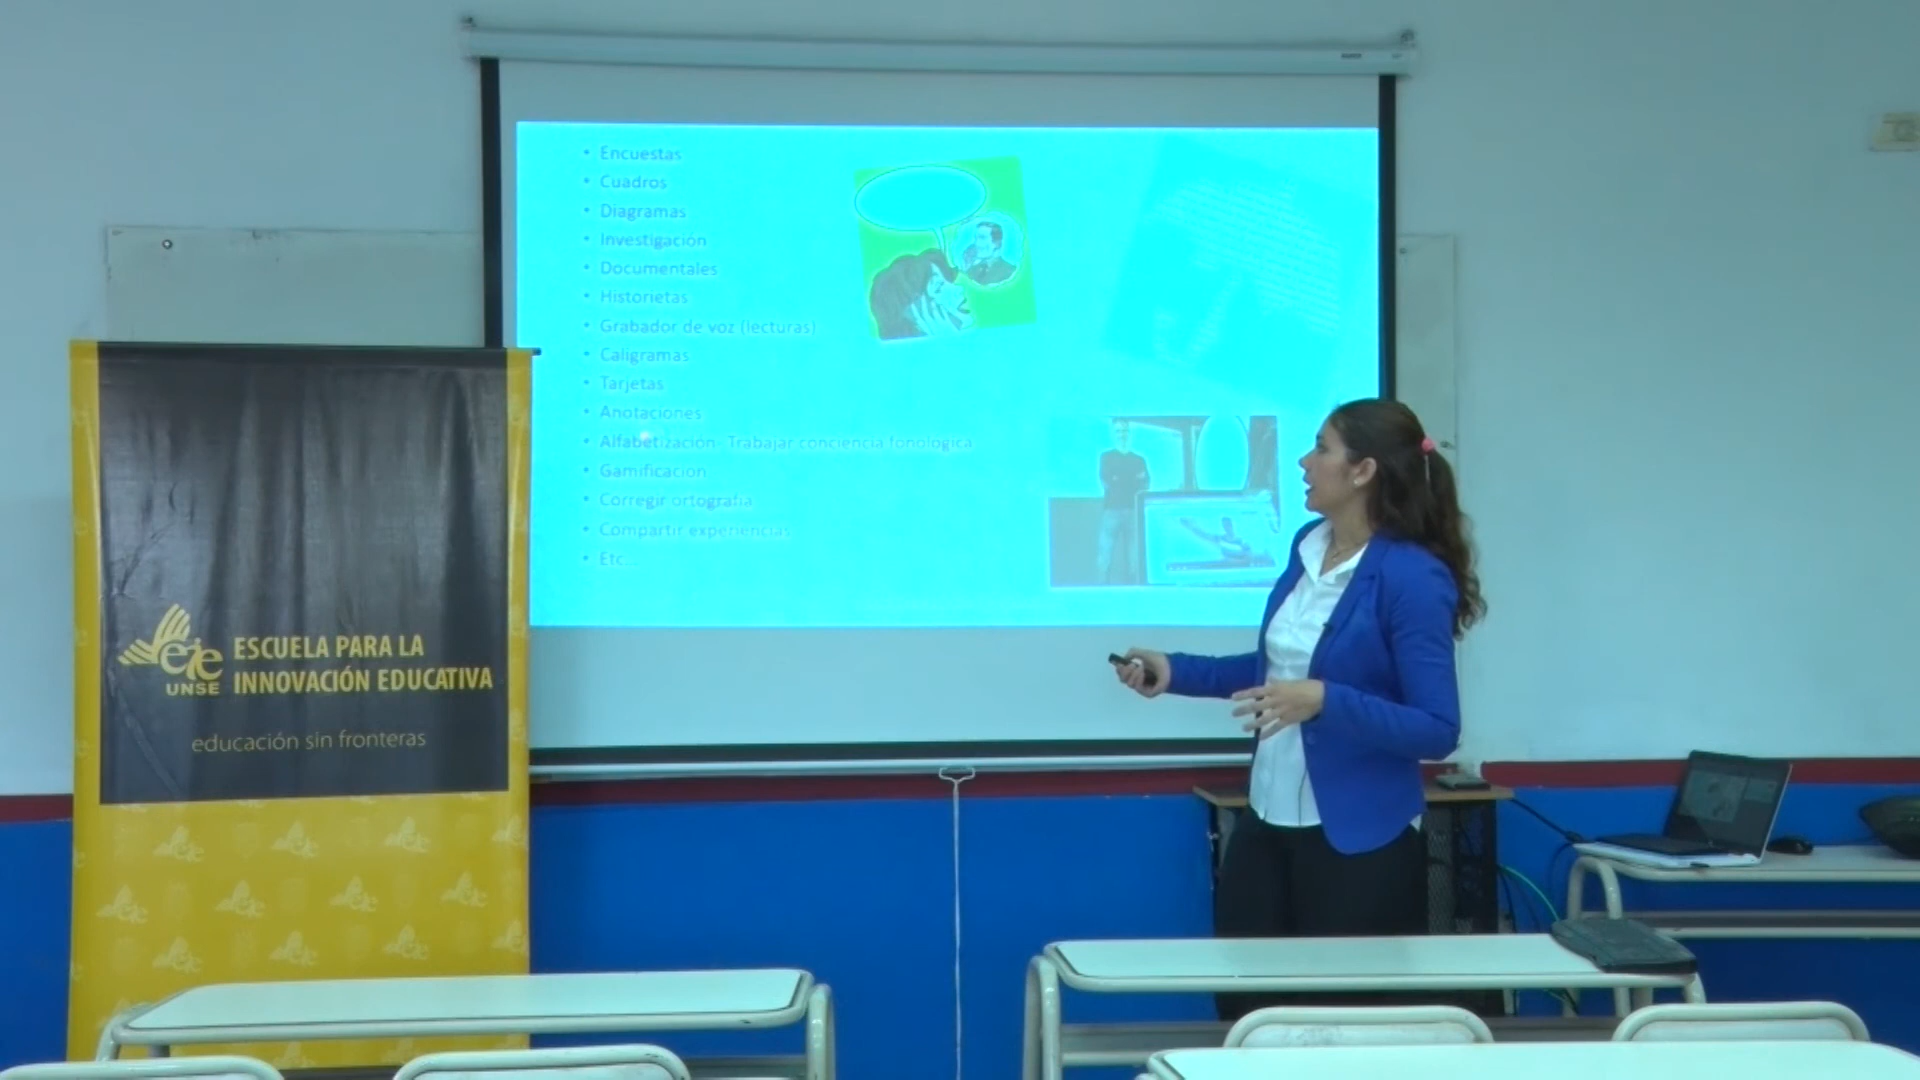 • Encuestas
• Cuadros
• Diagramas
• Investigación
• Documentales
• Historietas
• Grabador de voz (lecturas)
• Caligramas
• Tarjetas
• Anotaciones
• Alfabetización Trabajar conciencia fonológica
• Gamificación
• Corregir ortografía
• Compartir experiencias
• Etc...
eie
UNSE
ESCUELA PARA LA
INNOVACIÓN EDUCATIVA
educación sin fronteras